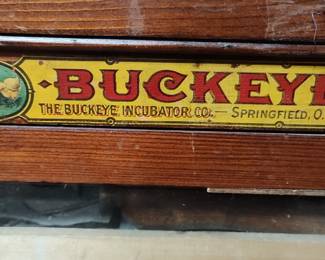 BUCKEYE
THE BUCKEYE INCUBATOR CO.— SPRINGFIELD, O.